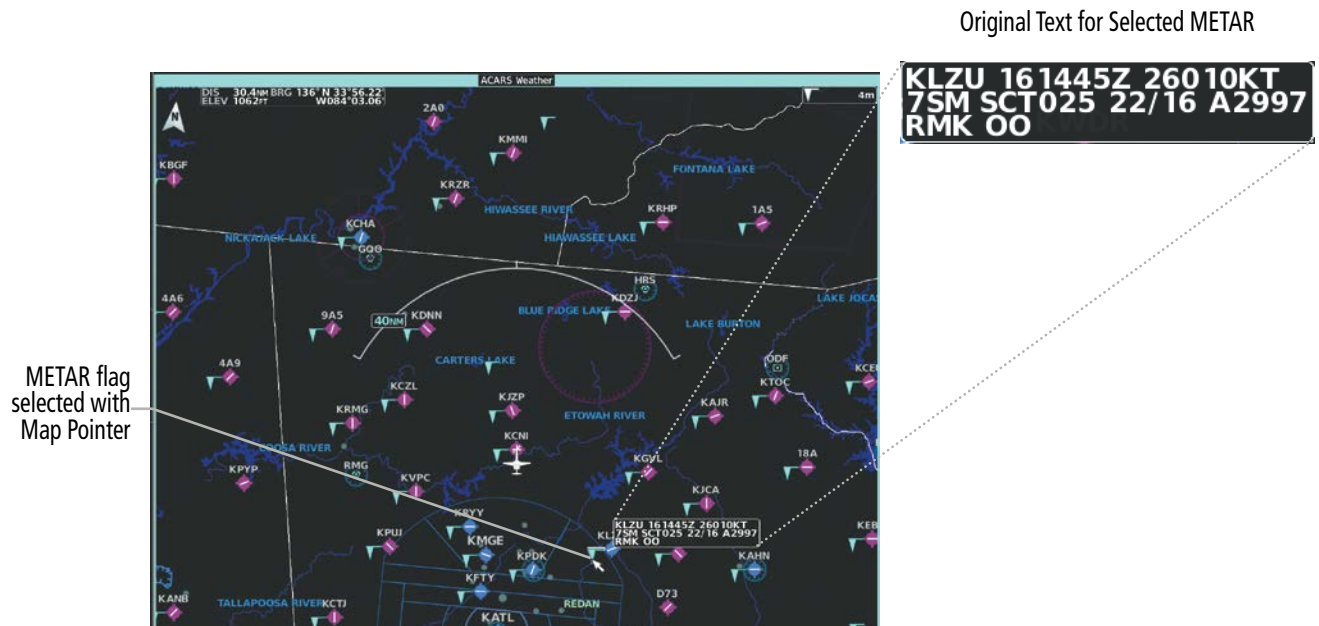 Original Text for Selected METAR
KLZU 161445Z 26010KT
7SM SCT025 22/16 A2997
RMK OO
KWDR
ACARS Weather
DIS 30.4NM BRG 136° N 33°56.22'
ELEV 1062FT W084°03.06'
4m
N
2A0
KMMI
KBGF
FONTANA LAKE
KRZR
HIWASSEE RIVER
KRHP
1A5
KCHA
NICKAJACK LAKE
HIAWASSEE LAKE
GQO
HRS
4A6
KDZJ
LAKE JOCAS
9A5
40NM
KDNN
BLUE RIDGE LAKE
LAKE BURTON
4A9
CARTERS LAKE
ODF
KCEU
KTOC
METAR flag
selected with
Map Pointer
KCZL
KJZP
KAJR
KRMG
ETOWAH RIVER
COOSA RIVER
KCNI
KPYP
RMG
KVPC
KGVL
18A
KJCA
KRYY
KLZU 161445Z 26010KT
7SM SCT025 22/16 A2997
RMK OO
KEB
KPUJ
KMGE
KPDK
KAHN
KFTY
KANB
TALLAPOOSA RIVER
KCTJ
REDAN
D73
KATL